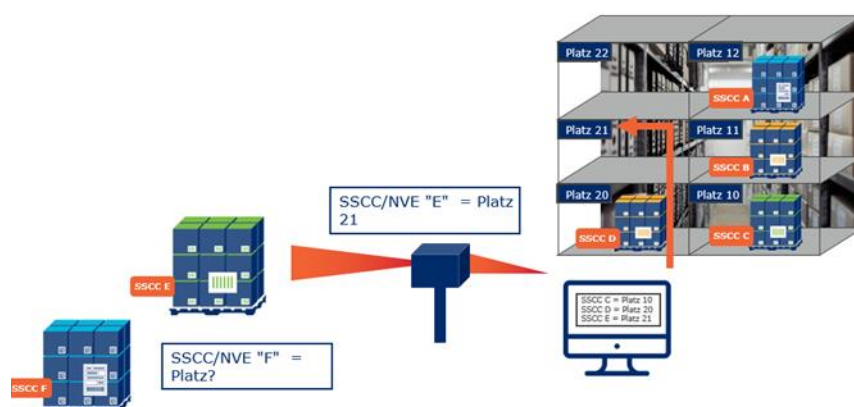 Platz 22
Platz 12
SSCC A
Platz 21
Platz 11
SSCC B
Platz 20
Platz 10
SSCC D
SSCC C
SSCC/NVE "E" = Platz
21
SSCC E
SSCC C = Platz 10
SSCC D = Platz 20
SSCC E = Platz 21
SSCC/NVE "F" =
Platz?
SSCC F